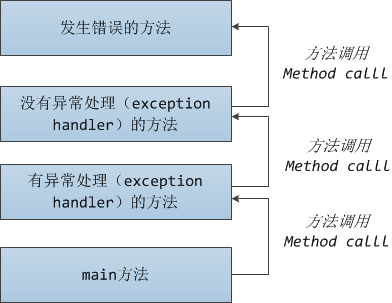 发生错误的方法
方法调用
Method calll
没有异常处理（exception
handler）的方法
方法调用
Method calll
有异常处理（exception
handler）的方法
方法调用
Method calll
main方法